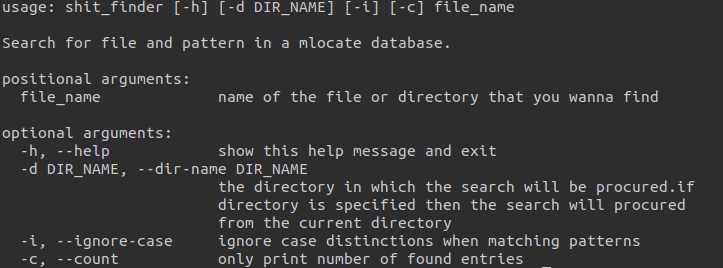 usage: shit_finder [-h] [-d DIR_NAME] [-i] [-c] file_name
Search for file and pattern in a mlocate database.
positional arguments:
file_name name of the file or directory that you wanna find
optional arguments:
-h, --help show this help message and exit
-d DIR_NAME, --dir-name DIR_NAME
the directory in which the search will be procured.if
directory is specified then the search will procured
from the current directory
-i, --ignore-case ignore case distinctions when matching patterns
-c, --count only print number of found entries